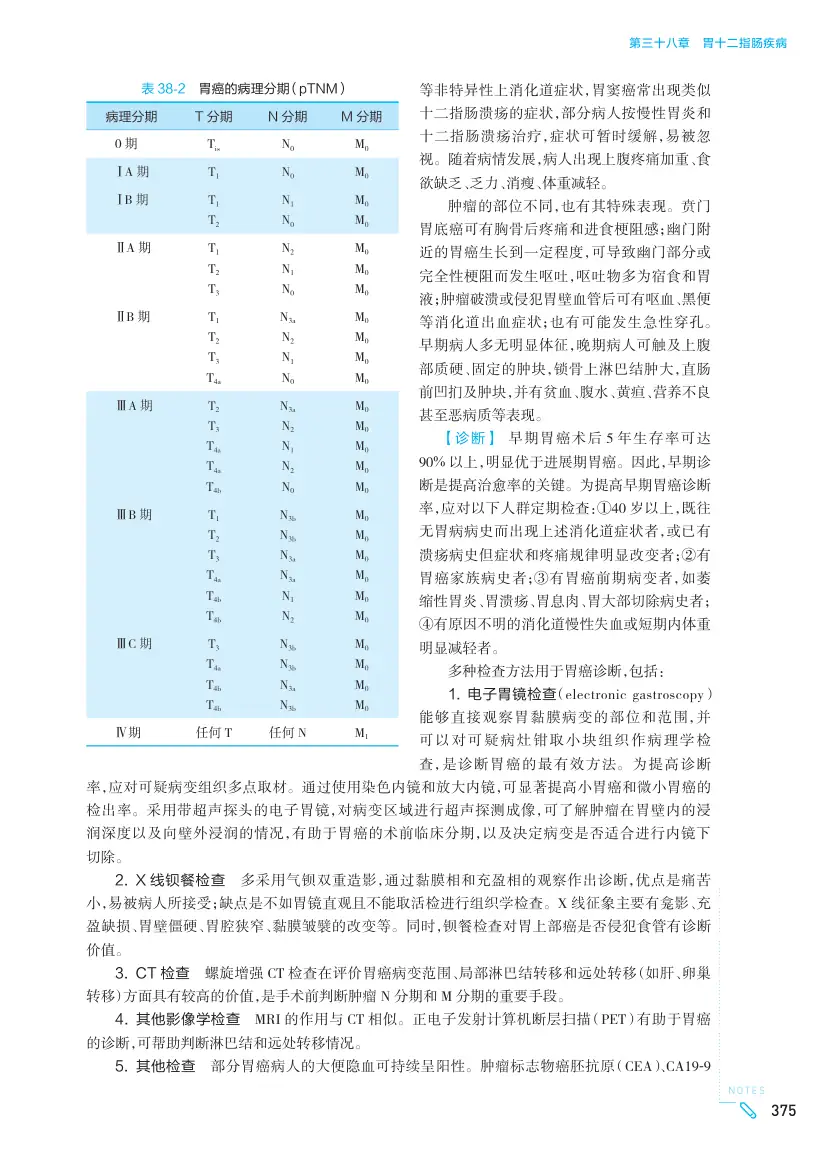 第三十八章 胃十二指肠疾病
表 38-2 胃癌的病理分期（pTNM）
病理分期 T 分期 N 分期 M 分期
0 期 Tis N0 M0
ⅠA 期 T1 N0 M0
ⅠB 期 T1 N1 M0
T2 N0 M0
ⅡA 期 T1 N2 M0
T2 N1 M0
T3 N0 M0
ⅡB 期 T1 N3a M0
T2 N2 M0
T3 N1 M0
T4a N0 M0
ⅢA 期 T2 N3a M0
T3 N2 M0
T4a N1 M0
T4a N2 M0
T4b N0 M0
ⅢB 期 T1 N3b M0
T2 N3b M0
T3 N3a M0
T4a N3a M0
T4b N1 M0
T4b N2 M0
ⅢC 期 T3 N3b M0
T4a N3b M0
T4b N3a M0
T4b N3b M0
Ⅳ期 任何 T 任何 N M1
等非特异性上消化道症状，胃窦癌常出现类似
十二指肠溃疡的症状，部分病人按慢性胃炎和
十二指肠溃疡治疗，症状可暂时缓解，易被忽
视。随着病情发展，病人出现上腹疼痛加重、食
欲缺乏、乏力、消瘦、体重减轻。
肿瘤的部位不同，也有其特殊表现。贲门
胃底癌可有胸骨后疼痛和进食梗阻感；幽门附
近的胃癌生长到一定程度，可导致幽门部分或
完全性梗阻而发生呕吐，呕吐物多为宿食和胃
液；肿瘤破溃或侵犯胃壁血管后可有呕血、黑便
等消化道出血症状；也有可能发生急性穿孔。
早期病人多无明显体征，晚期病人可触及上腹
部质硬、固定的肿块，锁骨上淋巴结肿大，直肠
前凹扪及肿块，并有贫血、腹水、黄疸、营养不良
甚至恶病质等表现。
【诊断】 早期胃癌术后 5 年生存率可达
90% 以上，明显优于进展期胃癌。因此，早期诊
断是提高治愈率的关键。为提高早期胃癌诊断
率，应对以下人群定期检查：①40 岁以上，既往
无胃病病史而出现上述消化道症状者，或已有
溃疡病史但症状和疼痛规律明显改变者；②有
胃癌家族病史者；③有胃癌前期病变者，如萎
缩性胃炎、胃溃疡、胃息肉、胃大部切除病史者；
④有原因不明的消化道慢性失血或短期内体重
明显减轻者。
多种检查方法用于胃癌诊断，包括：
1. 电子胃镜检查（electronic gastroscopy）
能够直接观察胃黏膜病变的部位和范围，并
可以对可疑病灶钳取小块组织作病理学检
查，是诊断胃癌的最有效方法。为提高诊断
率，应对可疑病变组织多点取材。通过使用染色内镜和放大内镜，可显著提高小胃癌和微小胃癌的
检出率。采用带超声探头的电子胃镜，对病变区域进行超声探测成像，可了解肿瘤在胃壁内的浸
润深度以及向壁外浸润的情况，有助于胃癌的术前临床分期，以及决定病变是否适合进行内镜下
切除。
2. X 线钡餐检查 多采用气钡双重造影，通过黏膜相和充盈相的观察作出诊断，优点是痛苦
小，易被病人所接受；缺点是不如胃镜直观且不能取活检进行组织学检查。X 线征象主要有龛影、充
盈缺损、胃壁僵硬、胃腔狭窄、黏膜皱襞的改变等。同时，钡餐检查对胃上部癌是否侵犯食管有诊断
价值。
3. CT 检查 螺旋增强 CT 检查在评价胃癌病变范围、局部淋巴结转移和远处转移（如肝、卵巢
转移）方面具有较高的价值，是手术前判断肿瘤 N 分期和 M 分期的重要手段。
4. 其他影像学检查 MRI 的作用与 CT 相似。正电子发射计算机断层扫描（PET）有助于胃癌
的诊断，可帮助判断淋巴结和远处转移情况。
5. 其他检查 部分胃癌病人的大便隐血可持续呈阳性。肿瘤标志物癌胚抗原（CEA）、CA19-9
NOTES
375